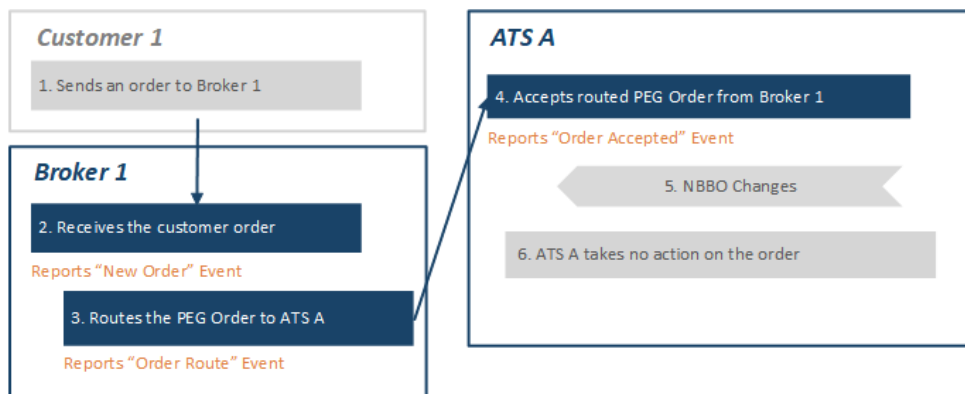 Customer 1
1. Sends an order to Broker 1
Broker 1
2. Receives the customer order
Reports “New Order” Event
3. Routes the PEG Order to ATS A
Reports “Order Route” Event
ATS A
4. Accepts routed PEG Order from Broker 1
Reports “Order Accepted” Event
5. NBBO Changes
6. ATS A takes no action on the order